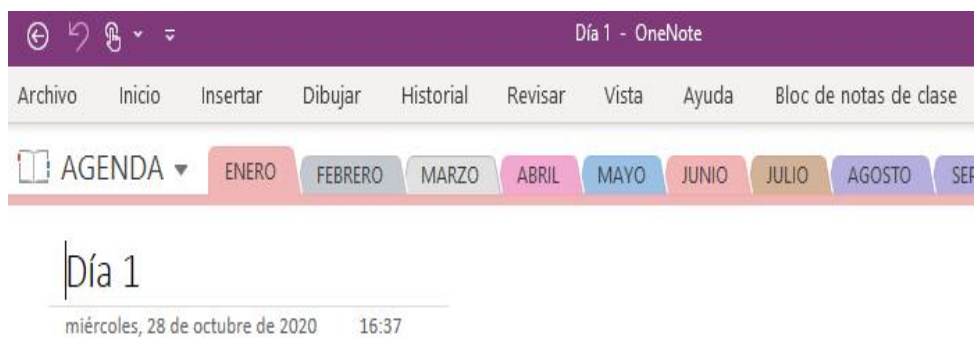 Día 1 - OneNote
Archivo Inicio Insertar Dibujar Historial Revisar Vista Ayuda Bloc de notas de clase
AGENDA ENERO FEBRERO MARZO ABRIL MAYO JUNIO JULIO AGOSTO SEP
Día 1
miércoles, 28 de octubre de 2020 16:37